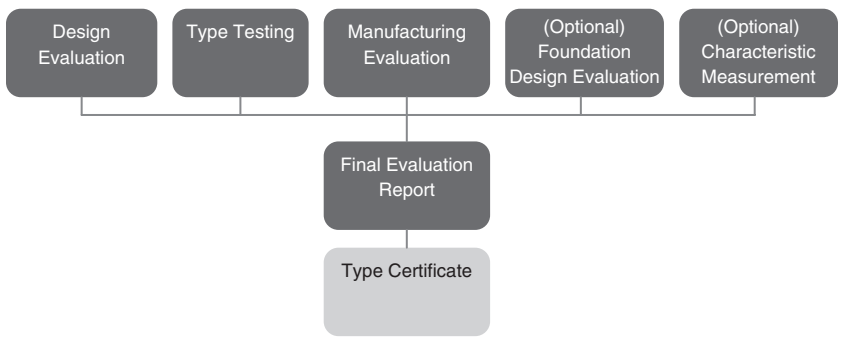 Design
Evaluation
Type Testing
Manufacturing
Evaluation
(Optional)
Foundation
Design Evaluation
(Optional)
Characteristic
Measurement
Final Evaluation
Report
Type Certificate